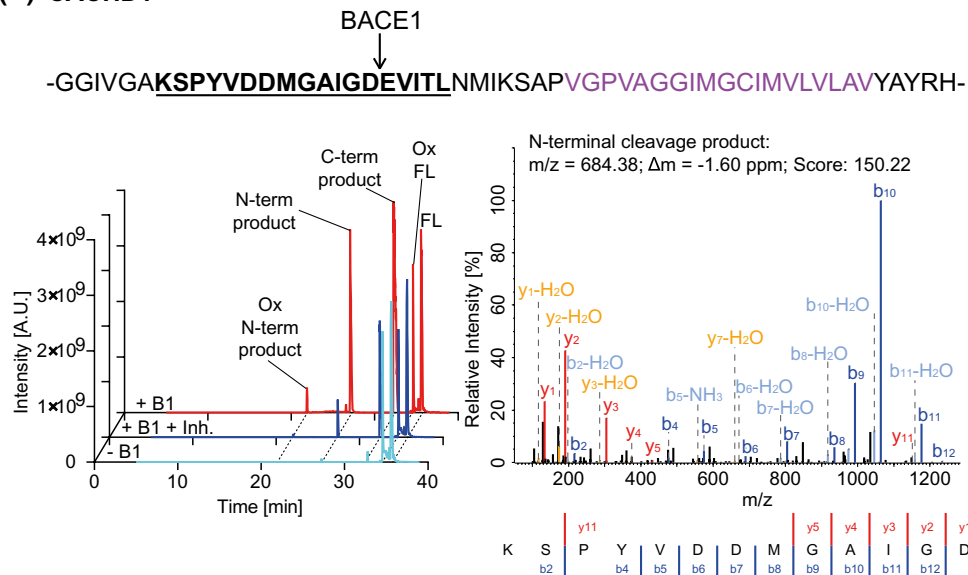 BACE1
-GGIVGAKSPYVDDMGAIGDEVITLNMIKSAPVGPVAGGIMGCIMVLVLAVYAYRH-
N-terminal cleavage product:
m/z = 684.38; Δm = -1.60 ppm; Score: 150.22
Intensity [A.U.]
4×10⁹
3×10⁹
2×10⁹
1×10⁹
0
Ox
N-term
product
N-term
product
C-term
product
Ox
FL
FL
+ B1
+ B1 + Inh.
- B1
0 10 20 30 40
Time [min]
Relative Intensity [%]
100
80
60
40
20
0
y1-H2O
y2-H2O
y2
b2-H2O
y3-H2O
y1
y3
y4
y5
b2
b4
b5-NH3
b5
y7-H2O
b6-H2O
b7-H2O
b6
b7
b8-H2O
b10-H2O
b8
b9
b10
b11-H2O
y11
b11
b12
200 400 600 800 1000 1200
m/z
y11 y5 y4 y3 y2 y1
K S P Y V D D M G A I G D
b2 b4 b5 b6 b7 b8 b9 b10 b11 b12